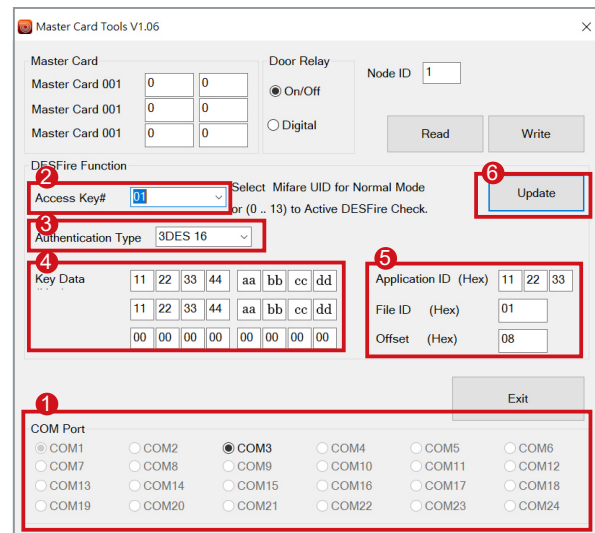 Master Card Tools V1.06
Master Card
Master Card 001 0 0
Master Card 001 0 0
Master Card 001 0 0
Door Relay
On/Off
Digital
Node ID 1
Read Write
DESFire Function
2
Access Key# 01
Select Mifare UID for Normal Mode
or (0 .. 13) to Active DESFire Check.
6
Update
3
Authentication Type 3DES 16
4
Key Data
11 22 33 44 aa bb cc dd
11 22 33 44 aa bb cc dd
00 00 00 00 00 00 00 00
5
Application ID (Hex) 11 22 33
File ID (Hex) 01
Offset (Hex) 08
Exit
1
COM Port
COM1 COM2 COM3 COM4 COM5 COM6
COM7 COM8 COM9 COM10 COM11 COM12
COM13 COM14 COM15 COM16 COM17 COM18
COM19 COM20 COM21 COM22 COM23 COM24